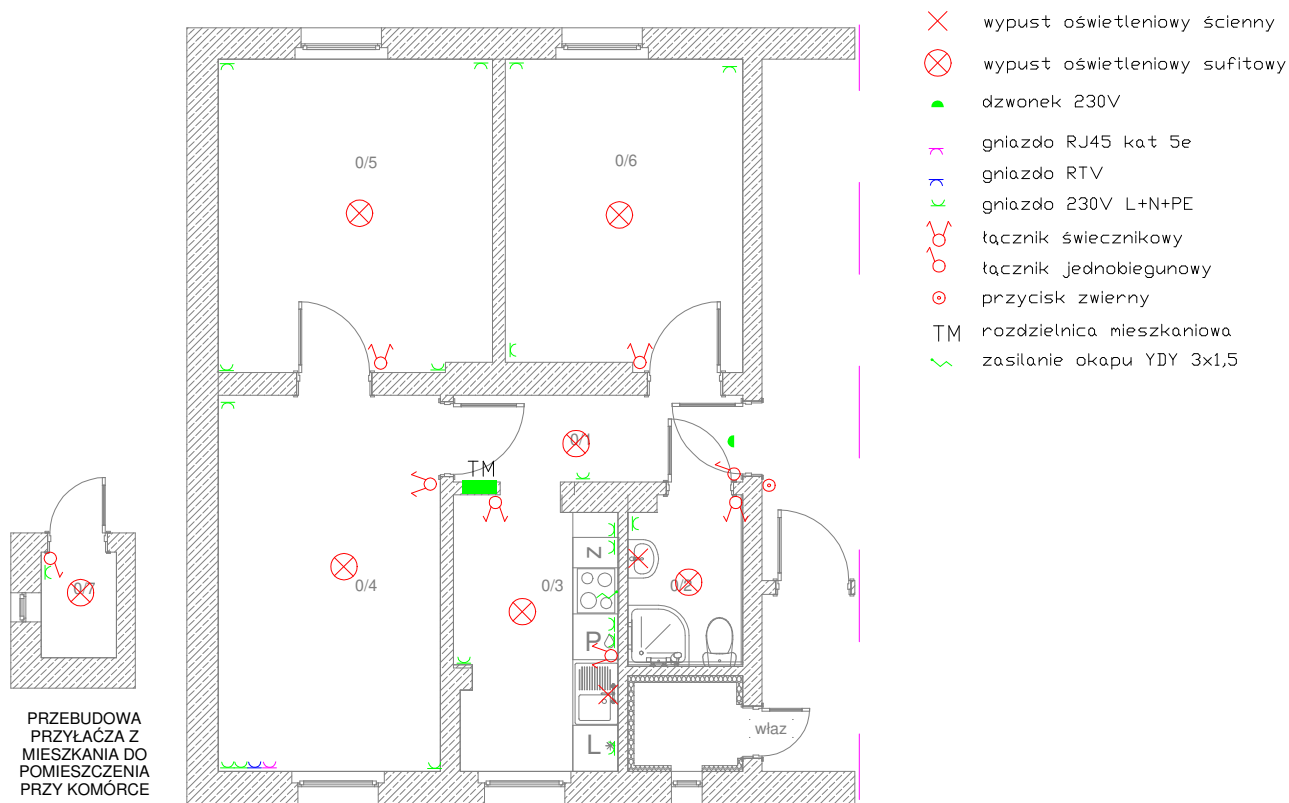 wypust oświetleniowy ścienny
wypust oświetleniowy sufitowy
dzwonek 230V
gniazdo RJ45 kat 5e
gniazdo RTV
gniazdo 230V L+N+PE
łącznik świecznikowy
łącznik jednobiegunowy
przycisk zwierny
TM rozdzielnica mieszkaniowa
zasilanie okapu YDY 3x1,5
0/5
0/6
0/1
TM
N
0/7
0/4
0/3
0/2
P
L*
właz
PRZEBUDOWA
PRZYŁĄCZA Z
MIESZKANIA DO
POMIESZCZENIA
PRZY KOMÓRCE